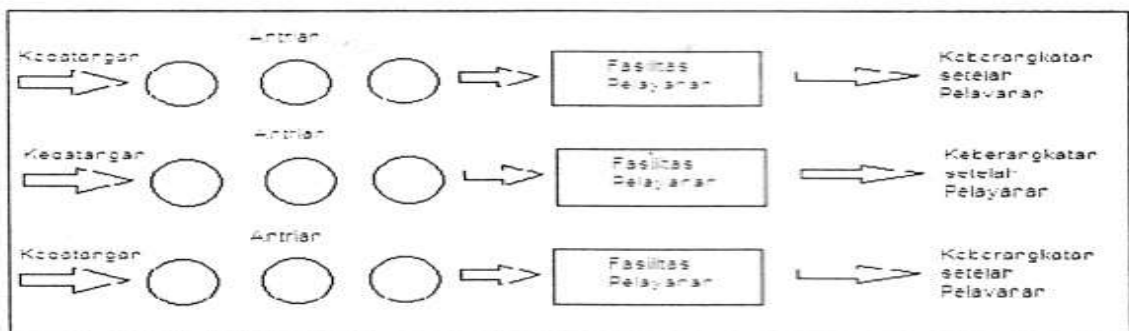 Antrian
Kedatangan
Fasilitas
Pelayanan
Keberangkatan
setelah
Pelayanan
Antrian
Kedatangan
Fasilitas
Pelayanan
Keberangkatan
setelah
Pelayanan
Antrian
Kedatangan
Fasilitas
Pelayanan
Keberangkatan
setelah
Pelayanan